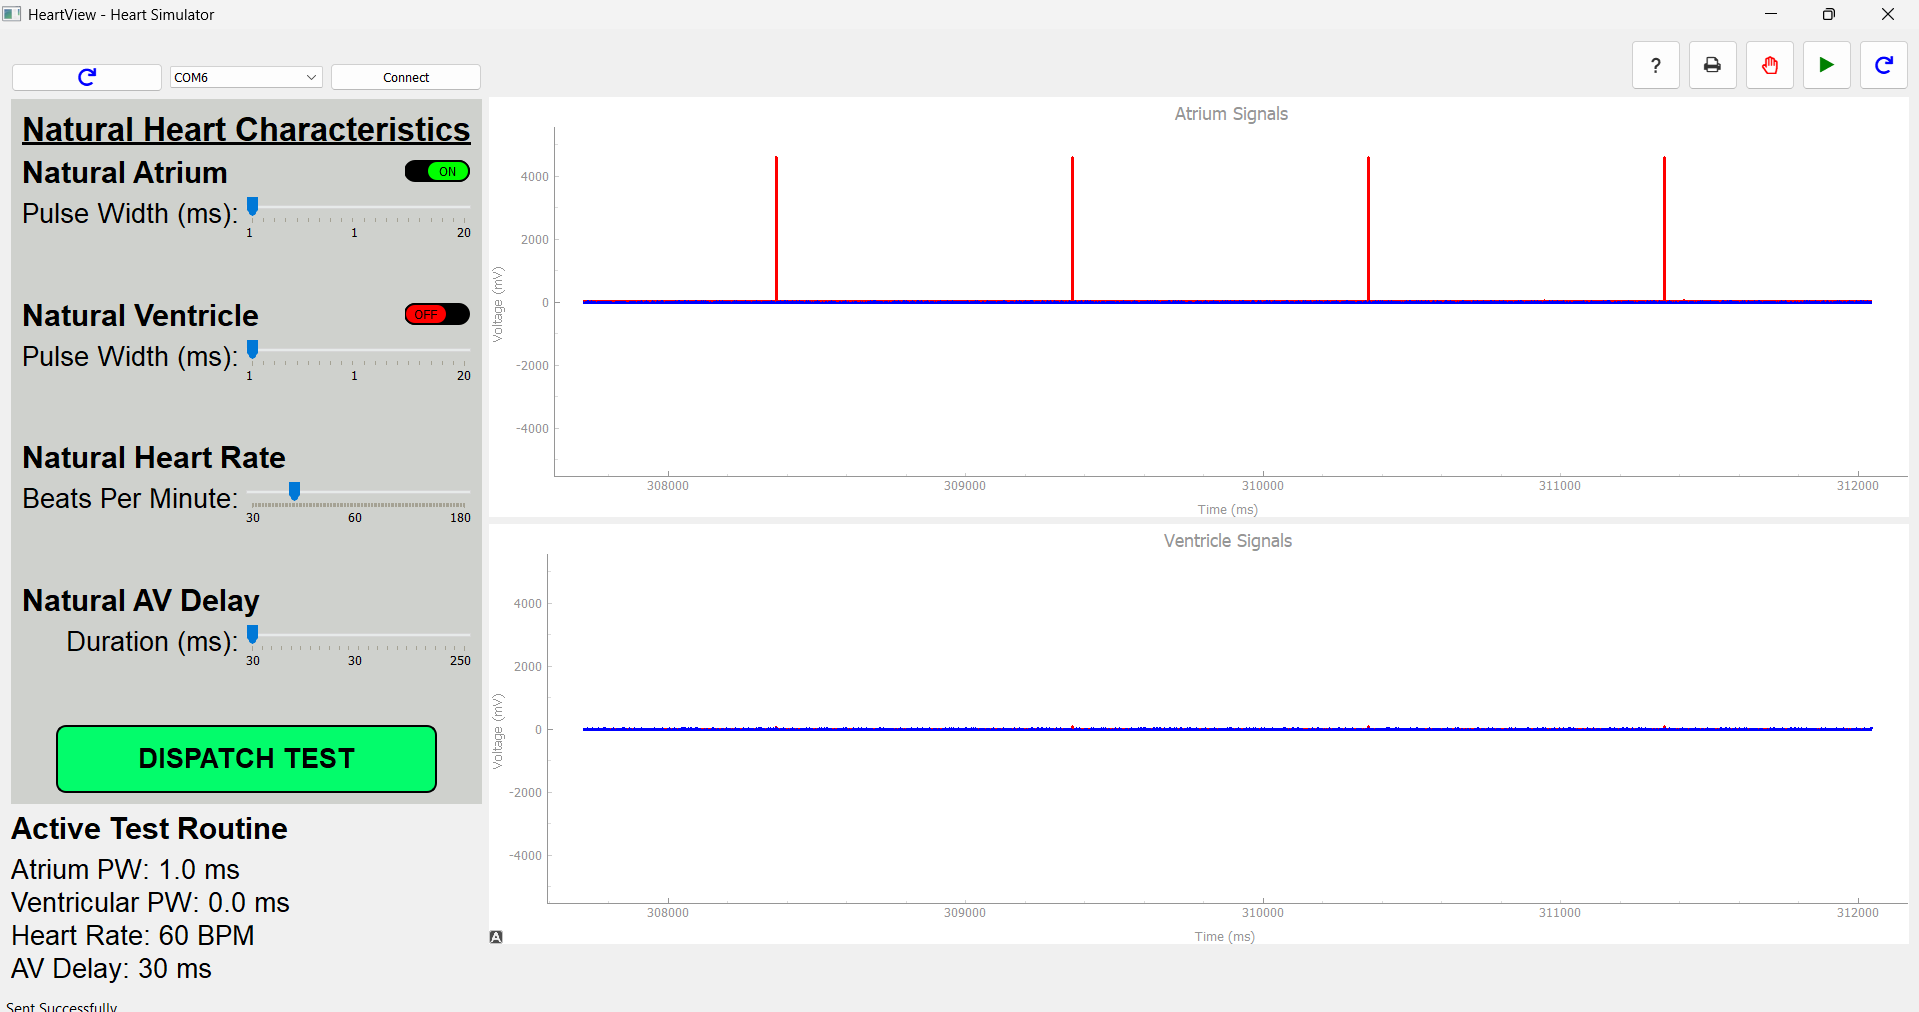 HeartView - Heart Simulator
COM6
Connect
?
Natural Heart Characteristics
Natural Atrium
ON
Pulse Width (ms):
1 1 20
Natural Ventricle
OFF
Pulse Width (ms):
1 1 20
Natural Heart Rate
Beats Per Minute:
30 60 180
Natural AV Delay
Duration (ms):
30 30 250
DISPATCH TEST
Active Test Routine
Atrium PW: 1.0 ms
Ventricular PW: 0.0 ms
Heart Rate: 60 BPM
AV Delay: 30 ms
Sent Successfully
Atrium Signals
Voltage (mV)
4000
2000
0
-2000
-4000
308000 309000 310000 311000 312000
Time (ms)
Ventricle Signals
Voltage (mV)
4000
2000
0
-2000
-4000
308000 309000 310000 311000 312000
Time (ms)
A